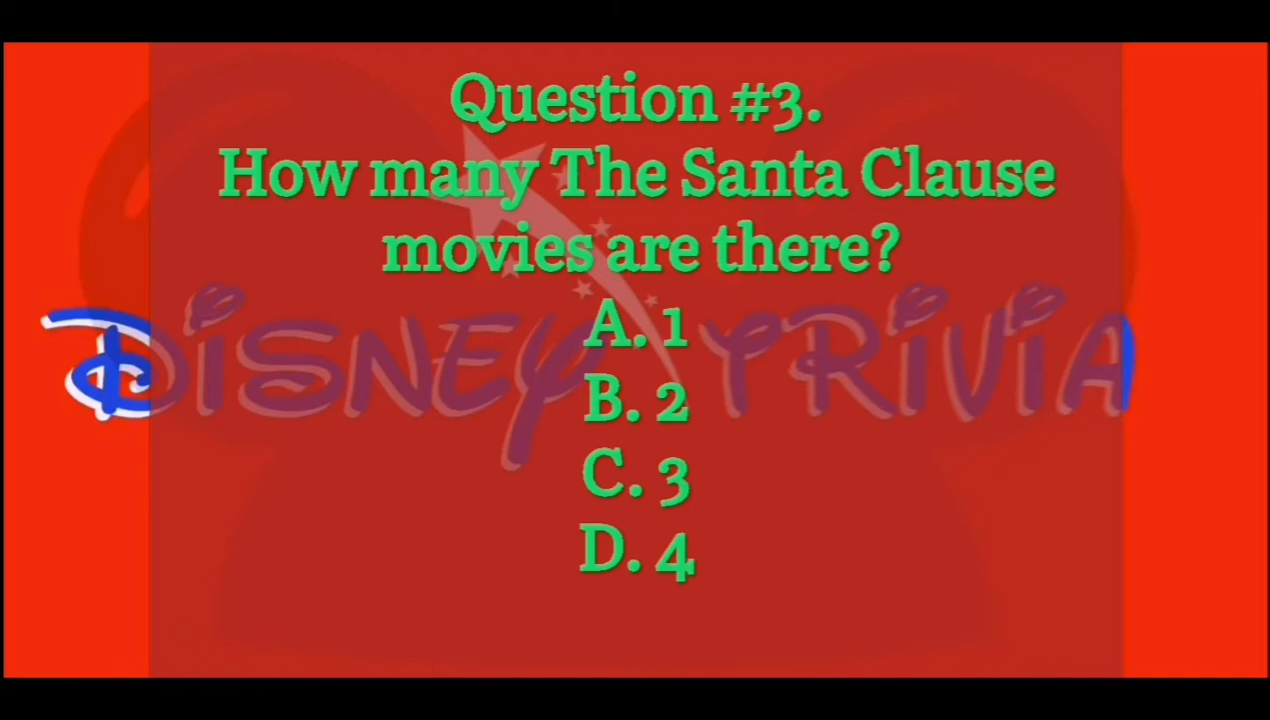 Question #3.
How many The Santa Clause
movies are there?
DISNEY TRIVIA
A. 1
B. 2
C. 3
D. 4